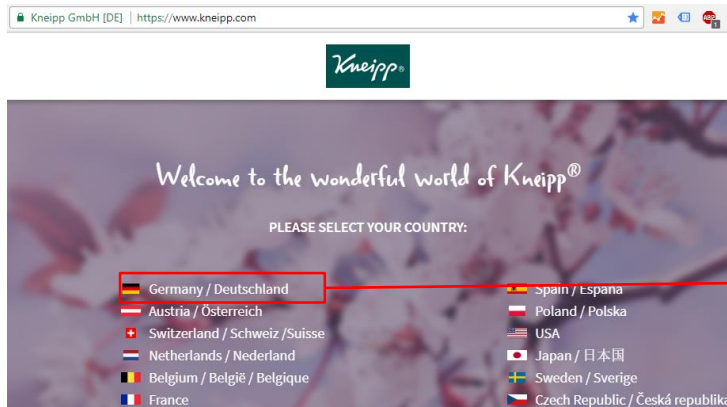 Kneipp GmbH [DE] | https://www.kneipp.com
ABP
1
Kneipp®
Welcome to the wonderful world of Kneipp®
PLEASE SELECT YOUR COUNTRY:
Germany / Deutschland
Austria / Österreich
Switzerland / Schweiz /Suisse
Netherlands / Nederland
Belgium / België / Belgique
France
Spain / España
Poland / Polska
USA
Japan / 日本国
Sweden / Sverige
Czech Republic / Česká republika